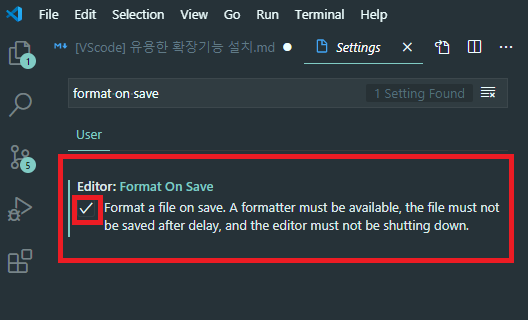 File Edit Selection View Go Run Terminal Help
[VScode] 유용한 확장기능 설치.md Settings
format on save 1 Setting Found
User
Editor: Format On Save
Format a file on save. A formatter must be available, the file must not
be saved after delay, and the editor must not be shutting down.
1
5